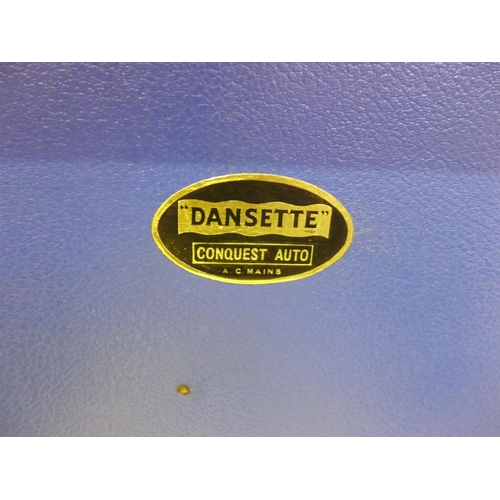 "DANSETTE"
CONQUEST AUTO
A. C MAINS